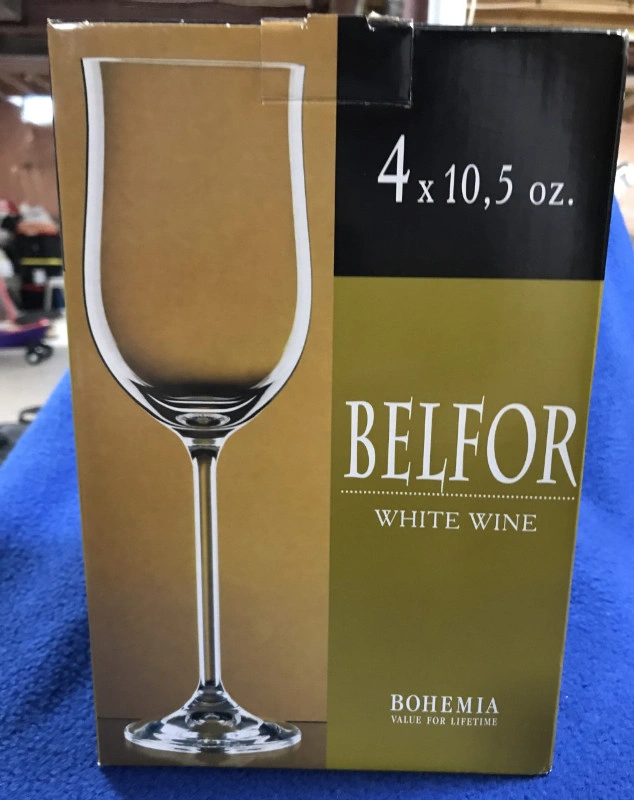 4 x 10,5 oz.
BELFOR
WHITE WINE
BOHEMIA
VALUE FOR LIFETIME